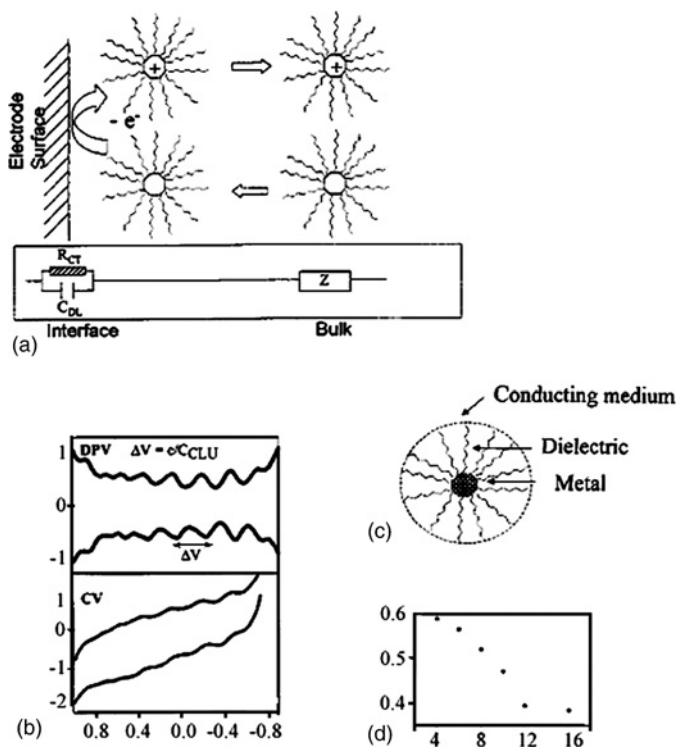 Electrode
Surface
+
+
- e-
R_CT
C_DL
Z
Interface
Bulk
(a)
DPV ΔV = e/C_CLU
1
0
-1
ΔV
CV
1
0
-1
-2
0.8 0.4 0.0 -0.4 -0.8
(b)
Conducting medium
Dielectric
Metal
(c)
0.6
0.5
0.4
4 8 12 16
(d)